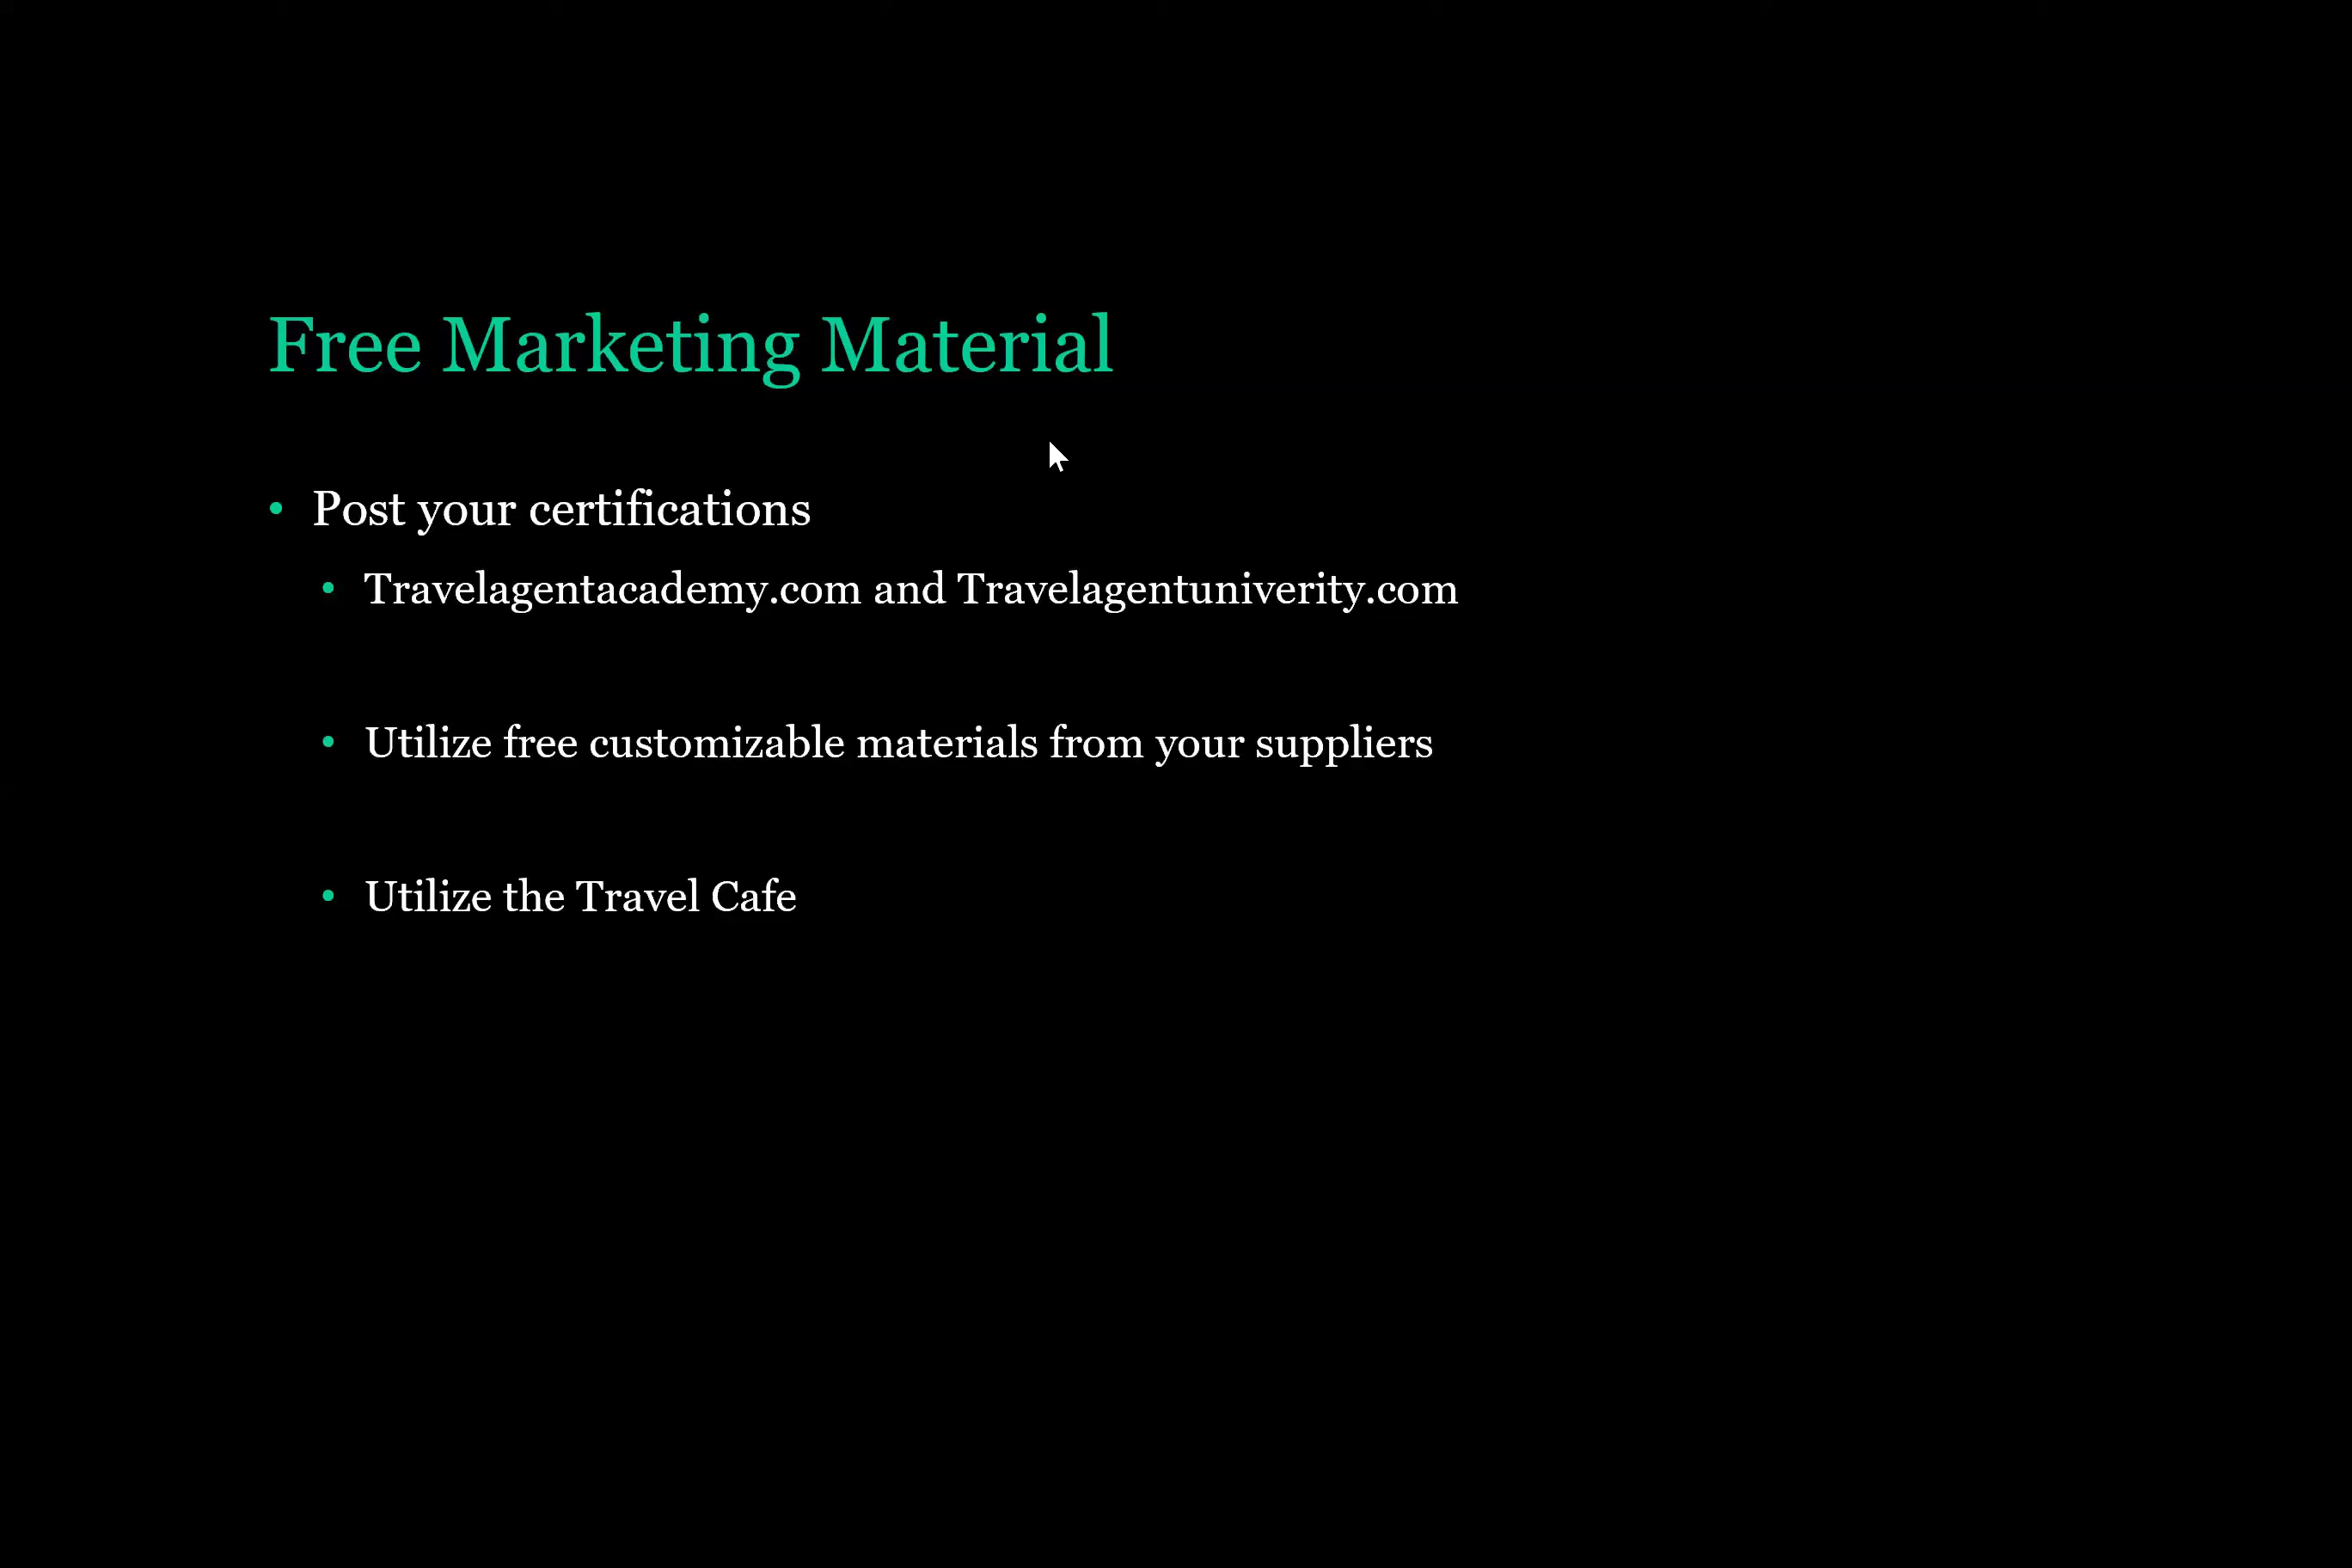 Free Marketing Material
• Post your certifications
• Travelagentacademy.com and Travelagentuniverity.com
• Utilize free customizable materials from your suppliers
• Utilize the Travel Cafe